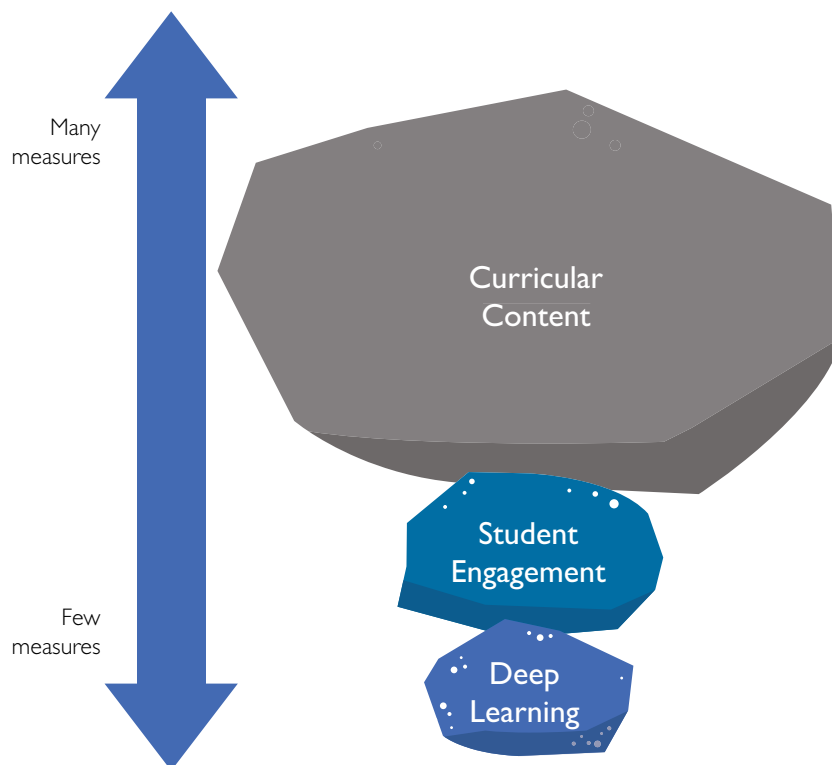 Many
measures
Curricular
Content
Student
Engagement
Few
measures
Deep
Learning